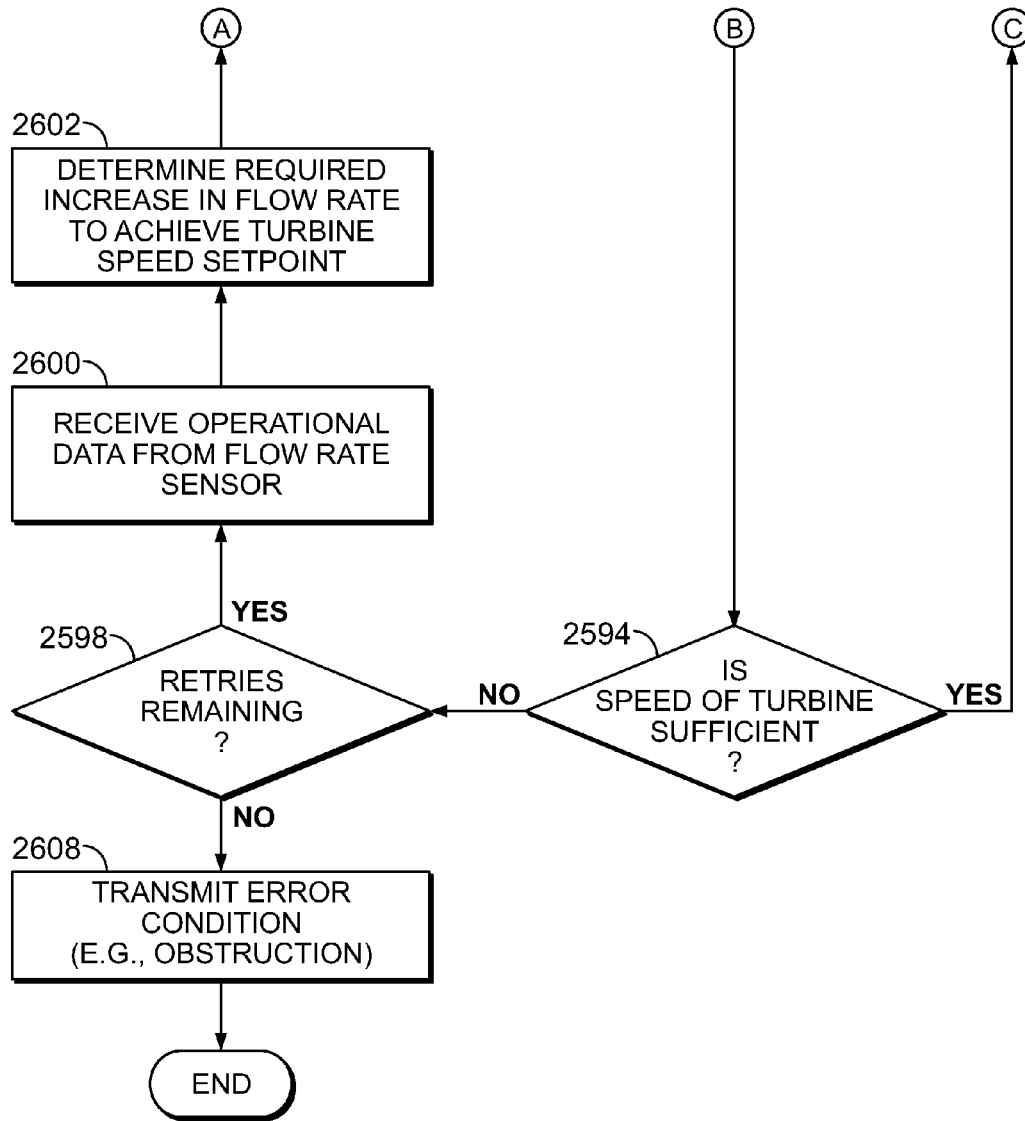 A
B
C
2602
DETERMINE REQUIRED
INCREASE IN FLOW RATE
TO ACHIEVE TURBINE
SPEED SETPOINT
2600
RECEIVE OPERATIONAL
DATA FROM FLOW RATE
SENSOR
YES
2598
RETRIES
REMAINING
?
NO
2594
IS
SPEED OF TURBINE
SUFFICIENT
?
YES
NO
2608
TRANSMIT ERROR
CONDITION
(E.G., OBSTRUCTION)
END